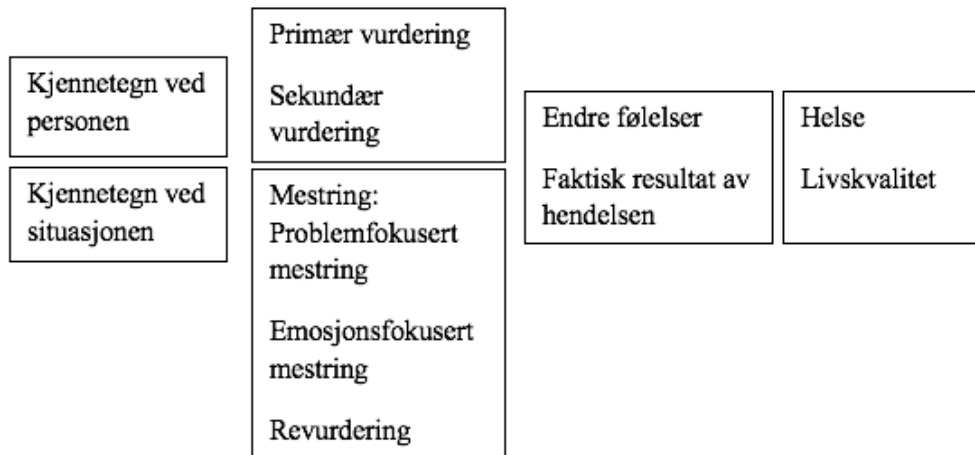 Kjennetegn ved
personen
Kjennetegn ved
situasjonen
Primær vurdering
Sekundær
vurdering
Mestring:
Problemfokusert
mestring
Emosjonsfokusert
mestring
Revurdering
Endre følelser
Faktisk resultat av
hendelsen
Helse
Livskvalitet